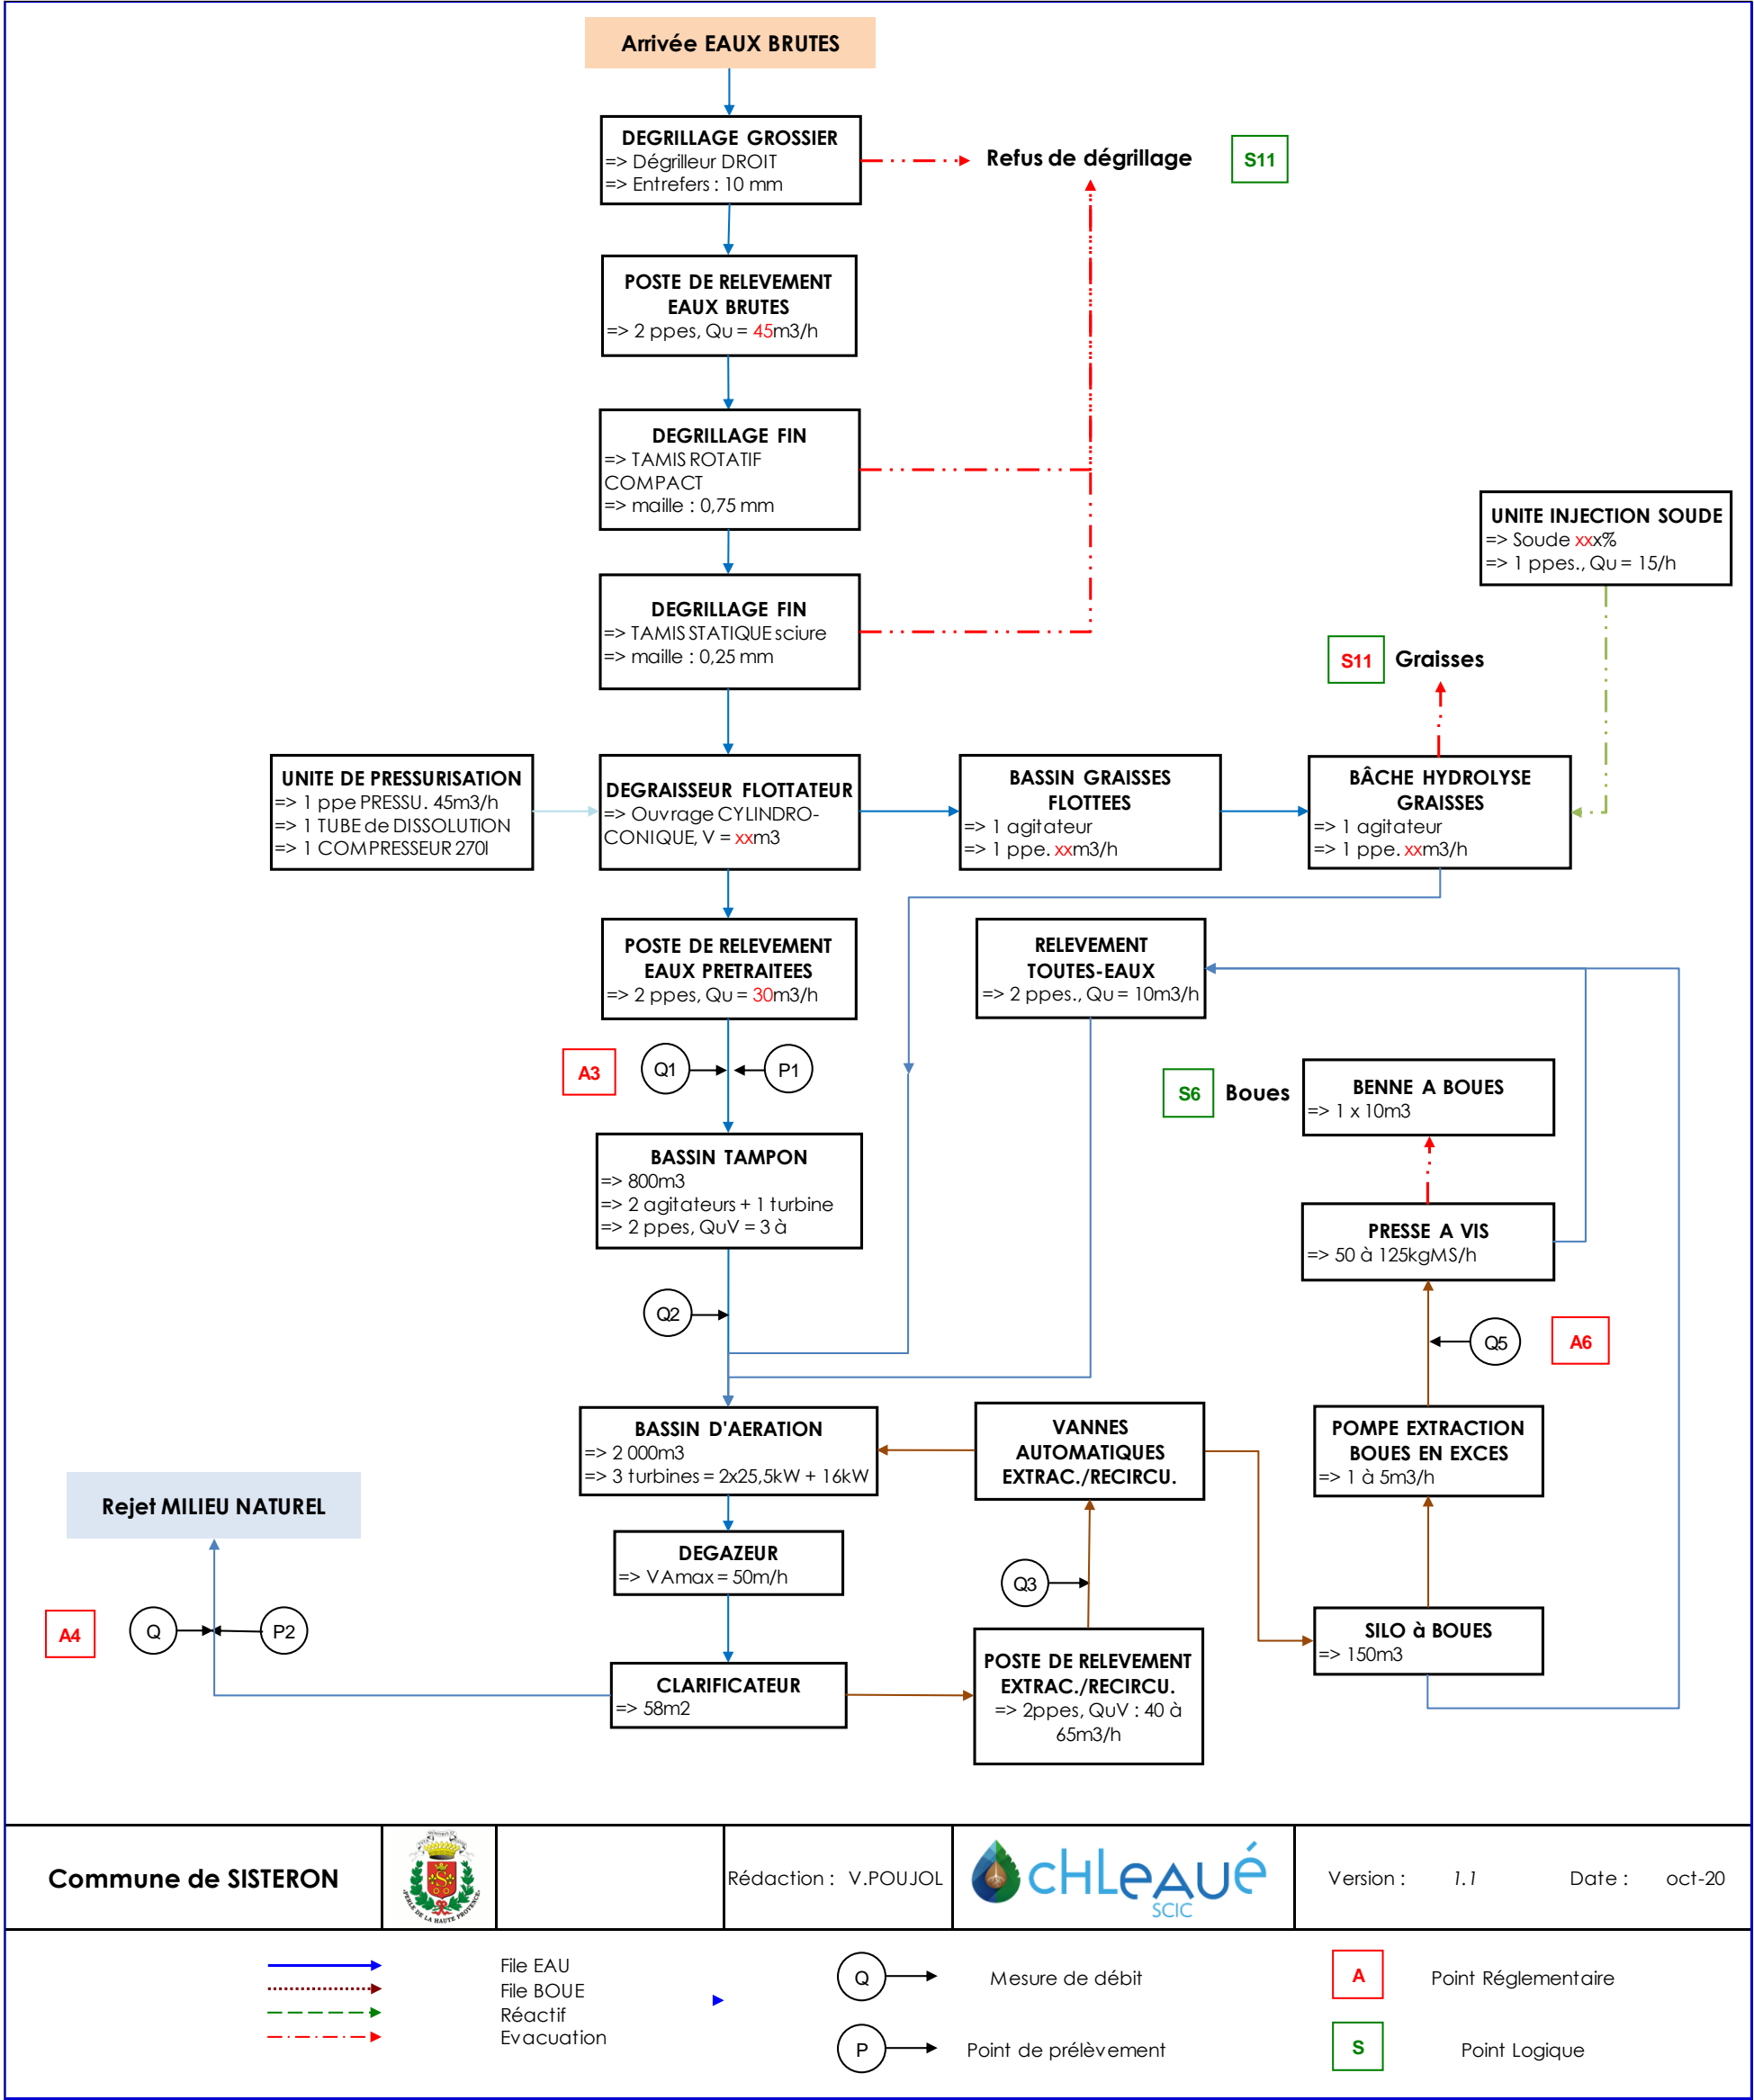 Arrivée EAUX BRUTES
DEGRILLAGE GROSSIER
=> Dégrilleur DROIT
=> Entrefers : 10 mm
Refus de dégrillage
S11
POSTE DE RELEVEMENT
EAUX BRUTES
=> 2 ppes, Qu = 45m3/h
DEGRILLAGE FIN
=> TAMIS ROTATIF
COMPACT
=> maille : 0,75 mm
UNITE INJECTION SOUDE
=> Soude xxx%
=> 1 ppes., Qu = 15/h
DEGRILLAGE FIN
=> TAMIS STATIQUE sciure
=> maille : 0,25 mm
S11
Graisses
UNITE DE PRESSURISATION
=> 1 ppe PRESSU. 45m3/h
=> 1 TUBE de DISSOLUTION
=> 1 COMPRESSEUR 270l
DEGRAISSEUR FLOTTATEUR
=> Ouvrage CYLINDRO-
CONIQUE, V = xxm3
BASSIN GRAISSES
FLOTTEES
=> 1 agitateur
=> 1 ppe. xxm3/h
BÂCHE HYDROLYSE
GRAISSES
=> 1 agitateur
=> 1 ppe. xxm3/h
POSTE DE RELEVEMENT
EAUX PRETRAITEES
=> 2 ppes, Qu = 30m3/h
RELEVEMENT
TOUTES-EAUX
=> 2 ppes., Qu = 10m3/h
A3
Q1
P1
S6
Boues
BENNE A BOUES
=> 1 x 10m3
BASSIN TAMPON
=> 800m3
=> 2 agitateurs + 1 turbine
=> 2 ppes, QuV = 3 à
PRESSE A VIS
=> 50 à 125kgMS/h
Q2
Q5
A6
BASSIN D'AERATION
=> 2 000m3
=> 3 turbines = 2x25,5kW + 16kW
VANNES
AUTOMATIQUES
EXTRAC./RECIRCU.
POMPE EXTRACTION
BOUES EN EXCES
=> 1 à 5m3/h
Rejet MILIEU NATUREL
DEGAZEUR
=> VAmax = 50m/h
Q3
A4
Q
P2
CLARIFICATEUR
=> 58m2
POSTE DE RELEVEMENT
EXTRAC./RECIRCU.
=> 2ppes, QuV : 40 à
65m3/h
SILO à BOUES
=> 150m3
Commune de SISTERON
PERLE DE LA HAUTE PROVENCE
Rédaction : V.POUJOL
cHLeAUé
SCIC
Version : 1.1
Date : oct-20
File EAU
File BOUE
Réactif
Evacuation
Q
Mesure de débit
P
Point de prélèvement
A
Point Réglementaire
S
Point Logique